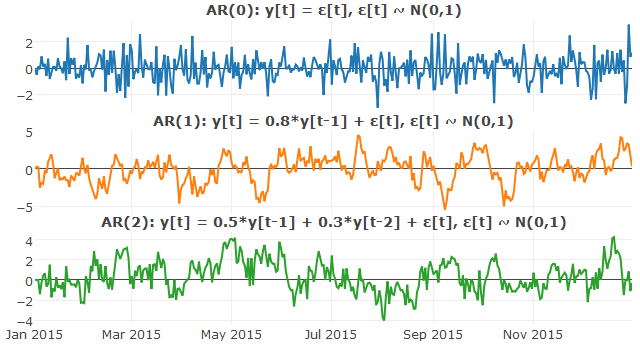 AR(0): y[t] = ε[t], ε[t] ~ N(0,1)
2
0
−2
AR(1): y[t] = 0.8*y[t-1] + ε[t], ε[t] ~ N(0,1)
5
0
−5
AR(2): y[t] = 0.5*y[t-1] + 0.3*y[t-2] + ε[t], ε[t] ~ N(0,1)
4
2
0
−2
−4
Jan 2015 Mar 2015 May 2015 Jul 2015 Sep 2015 Nov 2015